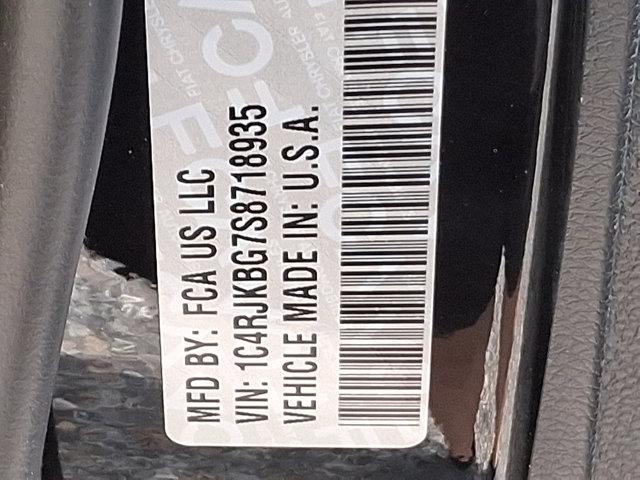 MFD BY: FCA US LLC
VIN: 1C4RJKBG7S8718935
VEHICLE MADE IN: U.S.A.